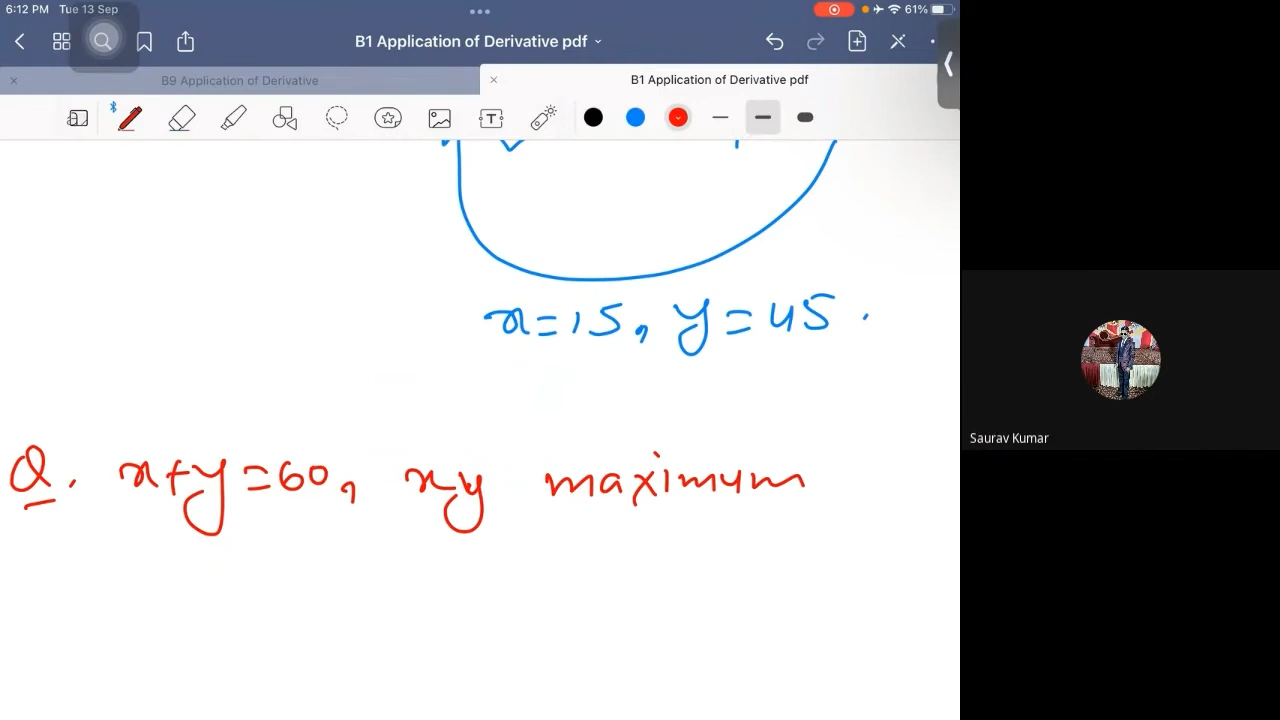 6:12 PM Tue 13 Sep
61%
B1 Application of Derivative pdf
B9 Application of Derivative
B1 Application of Derivative pdf
T
x=15, y=45.
Saurav Kumar
Q. x+y=60, xy maximum